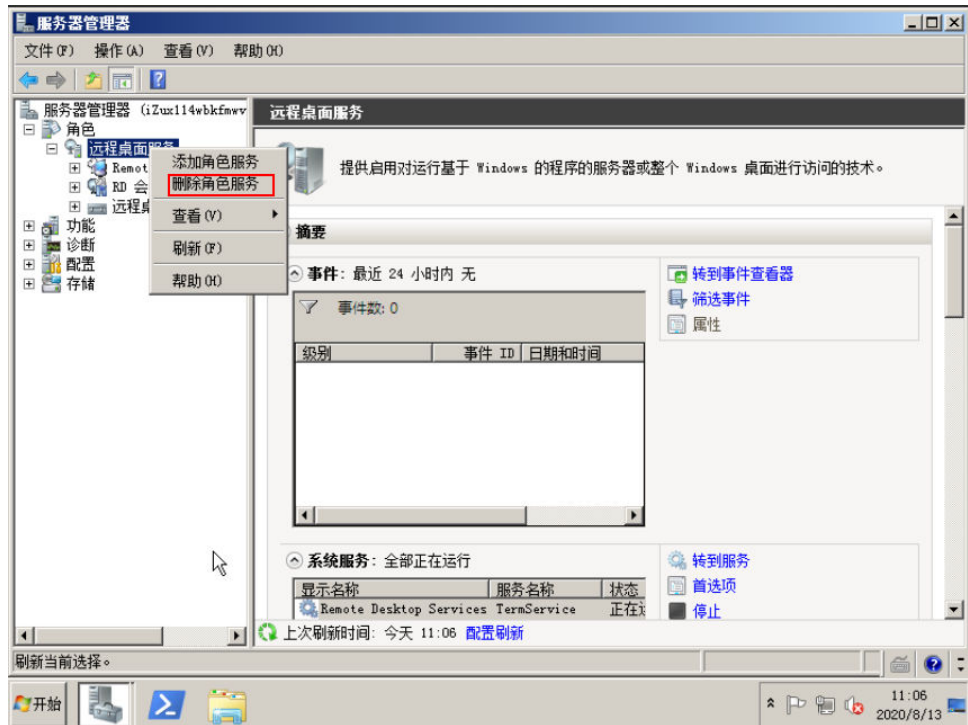 服务器管理器
文件(F) 操作(A) 查看(V) 帮助(H)
服务器管理器 (iZux114wbkfmwv
角色
远程桌面服务
Remot
RD 会
远程桌
功能
诊断
配置
存储
添加角色服务
删除角色服务
查看(V)
刷新(F)
帮助(H)
远程桌面服务
提供启用对运行基于 Windows 的程序的服务器或整个 Windows 桌面进行访问的技术。
摘要
事件: 最近 24 小时内 无
事件数: 0
级别 事件 ID 日期和时间
转到事件查看器
筛选事件
属性
系统服务: 全部正在运行
显示名称 服务名称 状态
Remote Desktop Services TermService 正在
转到服务
首选项
停止
上次刷新时间: 今天 11:06 配置刷新
刷新当前选择。
开始
11:06
2020/8/13